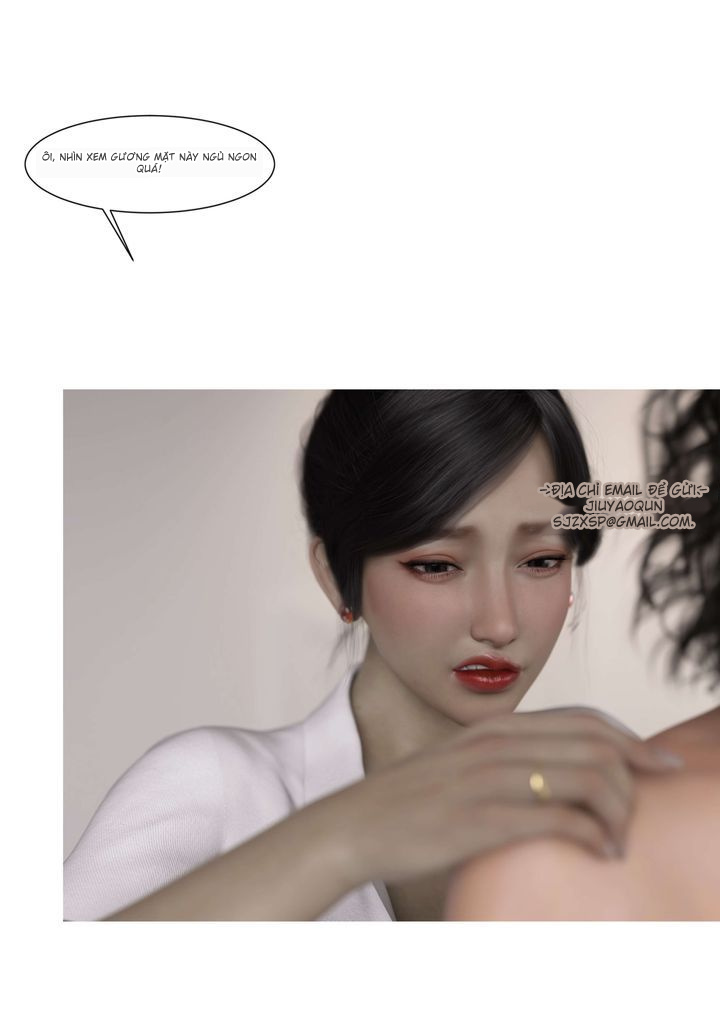 ÔI, NHÌN XEM GƯƠNG MẶT NÀY NGỦ NGON
QUÁ!
ĐỊA CHỈ EMAIL ĐỂ GỬI:
JIUYAOQUN
SJZXSP@GMAIL.COM.